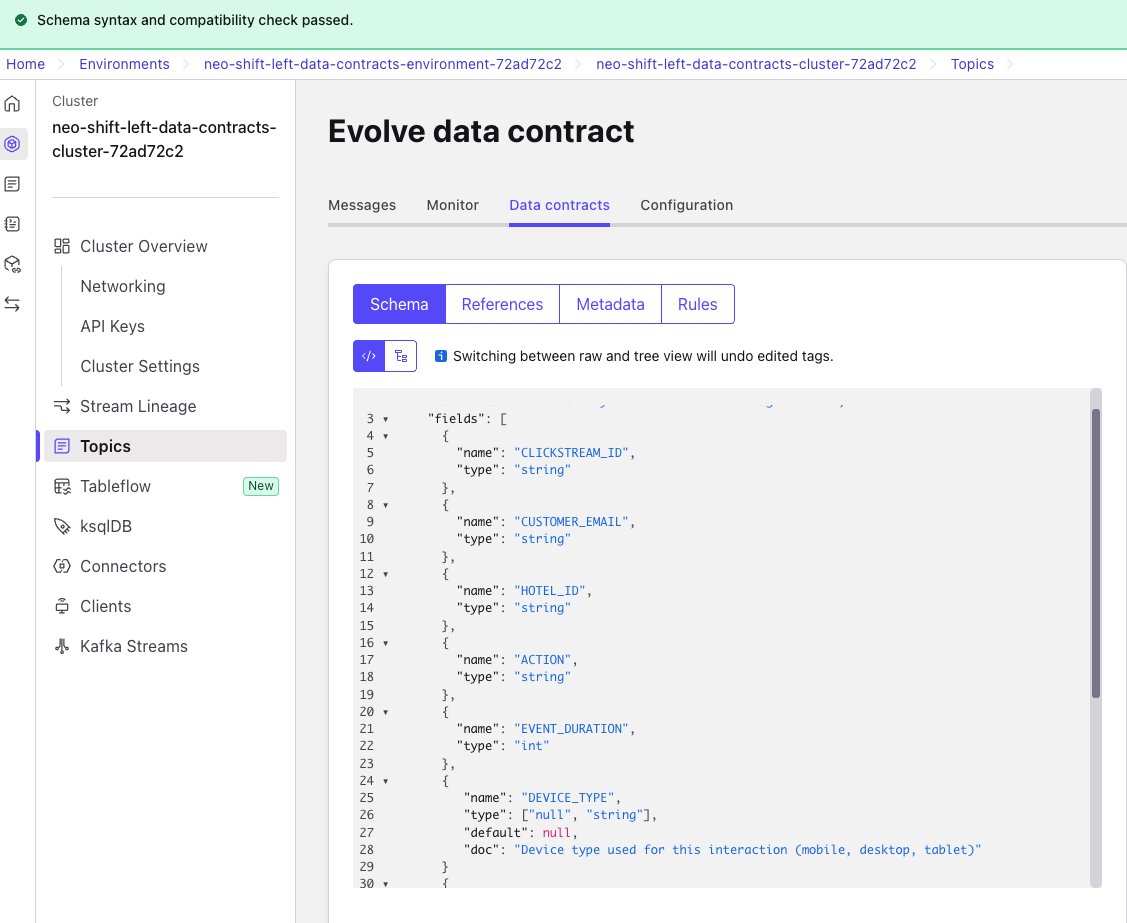 Schema syntax and compatibility check passed.
Home
Environments
neo-shift-left-data-contracts-environment-72ad72c2
neo-shift-left-data-contracts-cluster-72ad72c2
Topics
Cluster
neo-shift-left-data-contracts-
cluster-72ad72c2
Cluster Overview
Networking
API Keys
Cluster Settings
Stream Lineage
Topics
Tableflow New
ksqlDB
Connectors
Clients
Kafka Streams
Evolve data contract
Messages Monitor Data contracts Configuration
Schema References Metadata Rules
</> Switching between raw and tree view will undo edited tags.
3 "fields": [
4 {
5 "name": "CLICKSTREAM_ID",
6 "type": "string"
7 },
8 {
9 "name": "CUSTOMER_EMAIL",
10 "type": "string"
11 },
12 {
13 "name": "HOTEL_ID",
14 "type": "string"
15 },
16 {
17 "name": "ACTION",
18 "type": "string"
19 },
20 {
21 "name": "EVENT_DURATION",
22 "type": "int"
23 },
24 {
25 "name": "DEVICE_TYPE",
26 "type": ["null", "string"],
27 "default": null,
28 "doc": "Device type used for this interaction (mobile, desktop, tablet)"
29 }
30 {